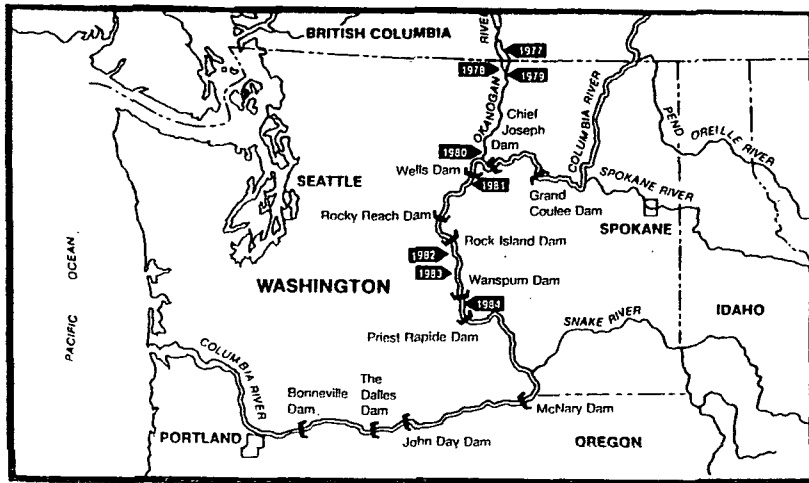 BRITISH COLUMBIA
RIVER
1977
1978
1979
OKANOGAN
Chief
Joseph
Dam
COLUMBIA RIVER
PEND OREILLE RIVER
1980
Wells Dam
1981
SEATTLE
Grand
Coulee Dam
SPOKANE RIVER
SPOKANE
Rocky Reach Dam
Rock Island Dam
1982
1983
WASHINGTON
Wanspum Dam
1984
PACIFIC OCEAN
IDAHO
Priest Rapide Dam
SNAKE RIVER
COLUMBIA RIVER
Bonneville
Dam
The
Dalles
Dam
McNary Dam
PORTLAND
John Day Dam
OREGON